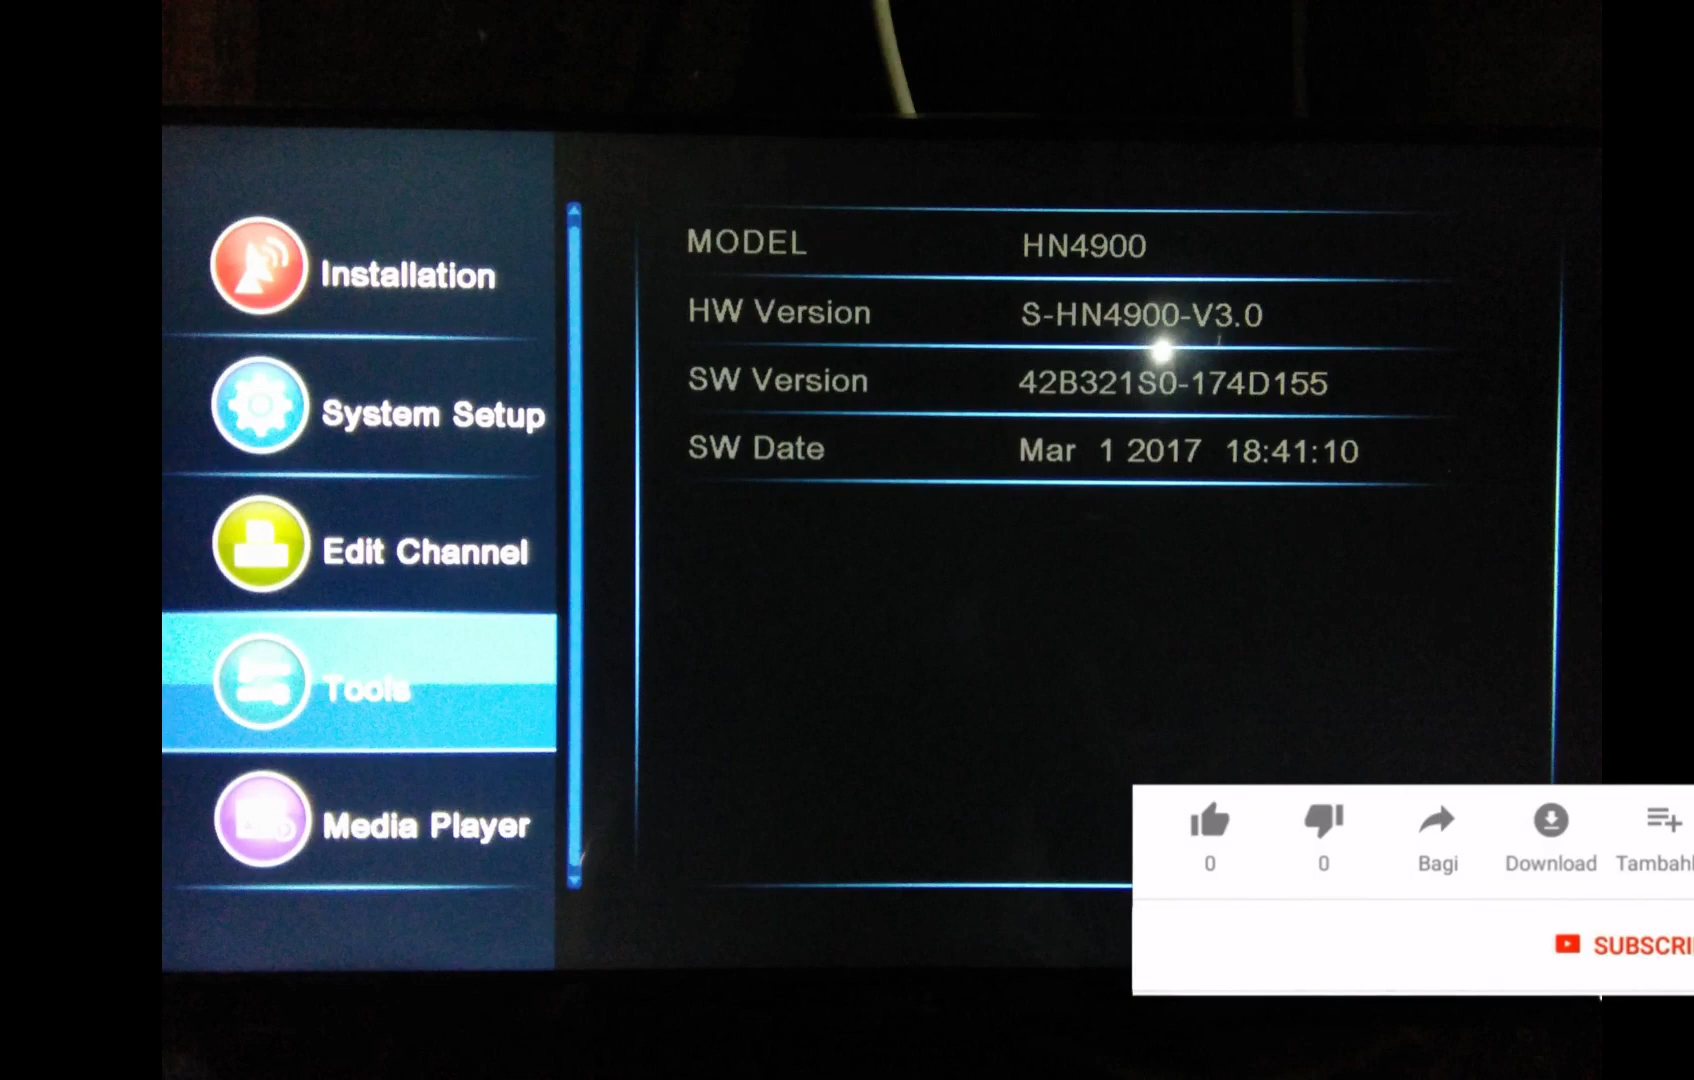 Installation
System Setup
Edit Channel
Tools
Media Player
MODEL HN4900
HW Version S-HN4900-V3.0
SW Version 42B321S0-174D155
SW Date Mar 1 2017 18:41:10
0 0 Bagi Download Tambahk
SUBSCRI